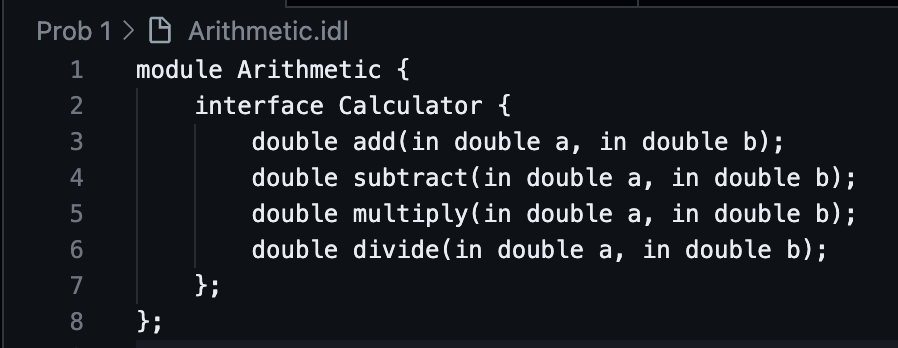 Prob 1 > Arithmetic.idl
1 module Arithmetic {
2     interface Calculator {
3         double add(in double a, in double b);
4         double subtract(in double a, in double b);
5         double multiply(in double a, in double b);
6         double divide(in double a, in double b);
7     };
8 };